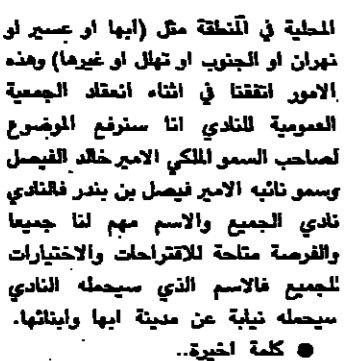 المحلية في المنطقة مثل (أبها او عسير او
نهران أو الجنوب او تهلل او غيرها) وهذه
الامور اتفقنا في اثناء انعقاد الجمعية
العمومية للنادي انا سنرفع الموضوع
لصاحب السمو الملكي الامير خالد الفيصل
وسمو نائبه الامير فيصل بن بندر فالنادي
نادي الجميع والاسم مهم لنا جميعا
والفرصة متاحة للاقتراحات والاختيارات
للجميع فالاسم الذي سيحمله النادي
سيحمله نيابة عن مدينة ابها وابنائها.
● كلمة اخيرة..